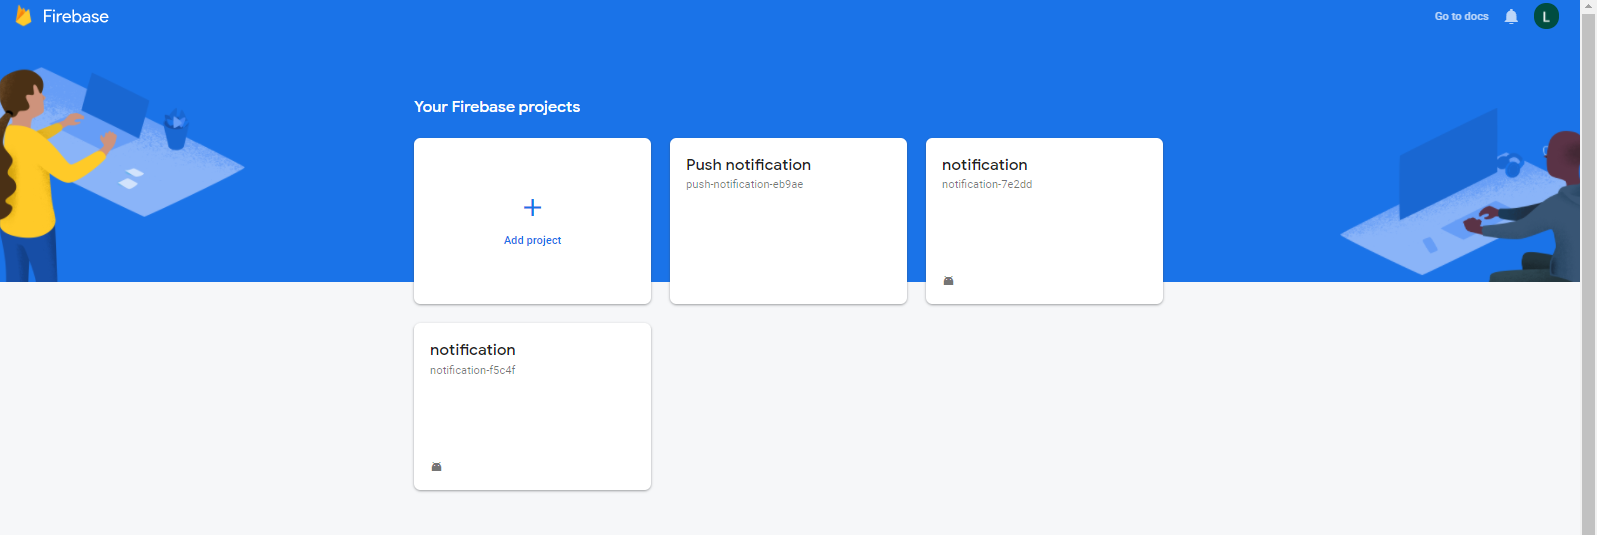 Firebase
Go to docs
L
Your Firebase projects
Add project
Push notification
push-notification-eb9ae
notification
notification-7e2dd
notification
notification-f5c4f